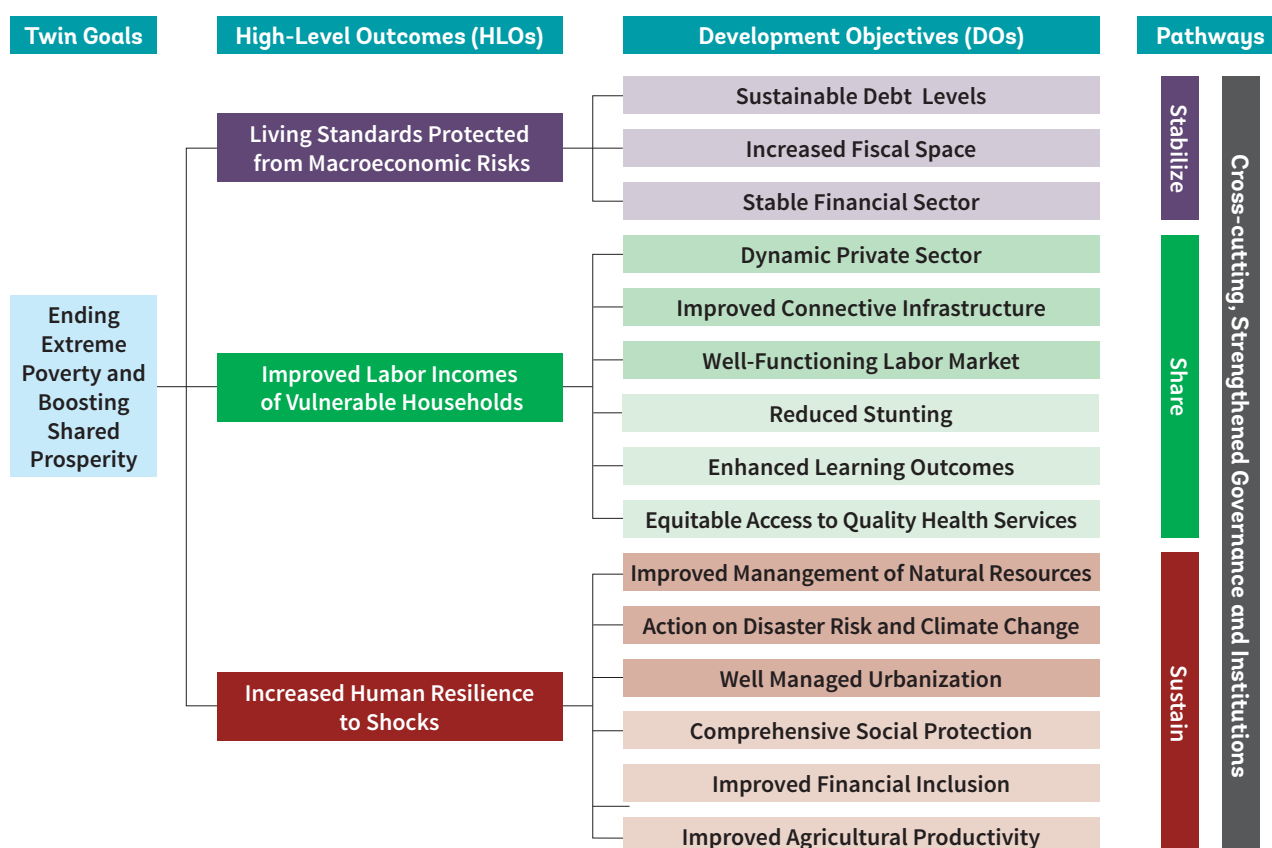 Twin Goals
High-Level Outcomes (HLOs)
Development Objectives (DOs)
Pathways
Ending
Extreme
Poverty and
Boosting
Shared
Prosperity
Living Standards Protected
from Macroeconomic Risks
Sustainable Debt Levels
Increased Fiscal Space
Stable Financial Sector
Stabilize
Improved Labor Incomes
of Vulnerable Households
Dynamic Private Sector
Improved Connective Infrastructure
Well-Functioning Labor Market
Reduced Stunting
Enhanced Learning Outcomes
Equitable Access to Quality Health Services
Share
Increased Human Resilience
to Shocks
Improved Manangement of Natural Resources
Action on Disaster Risk and Climate Change
Well Managed Urbanization
Comprehensive Social Protection
Improved Financial Inclusion
Improved Agricultural Productivity
Sustain
Cross-cutting, Strengthened Governance and Institutions